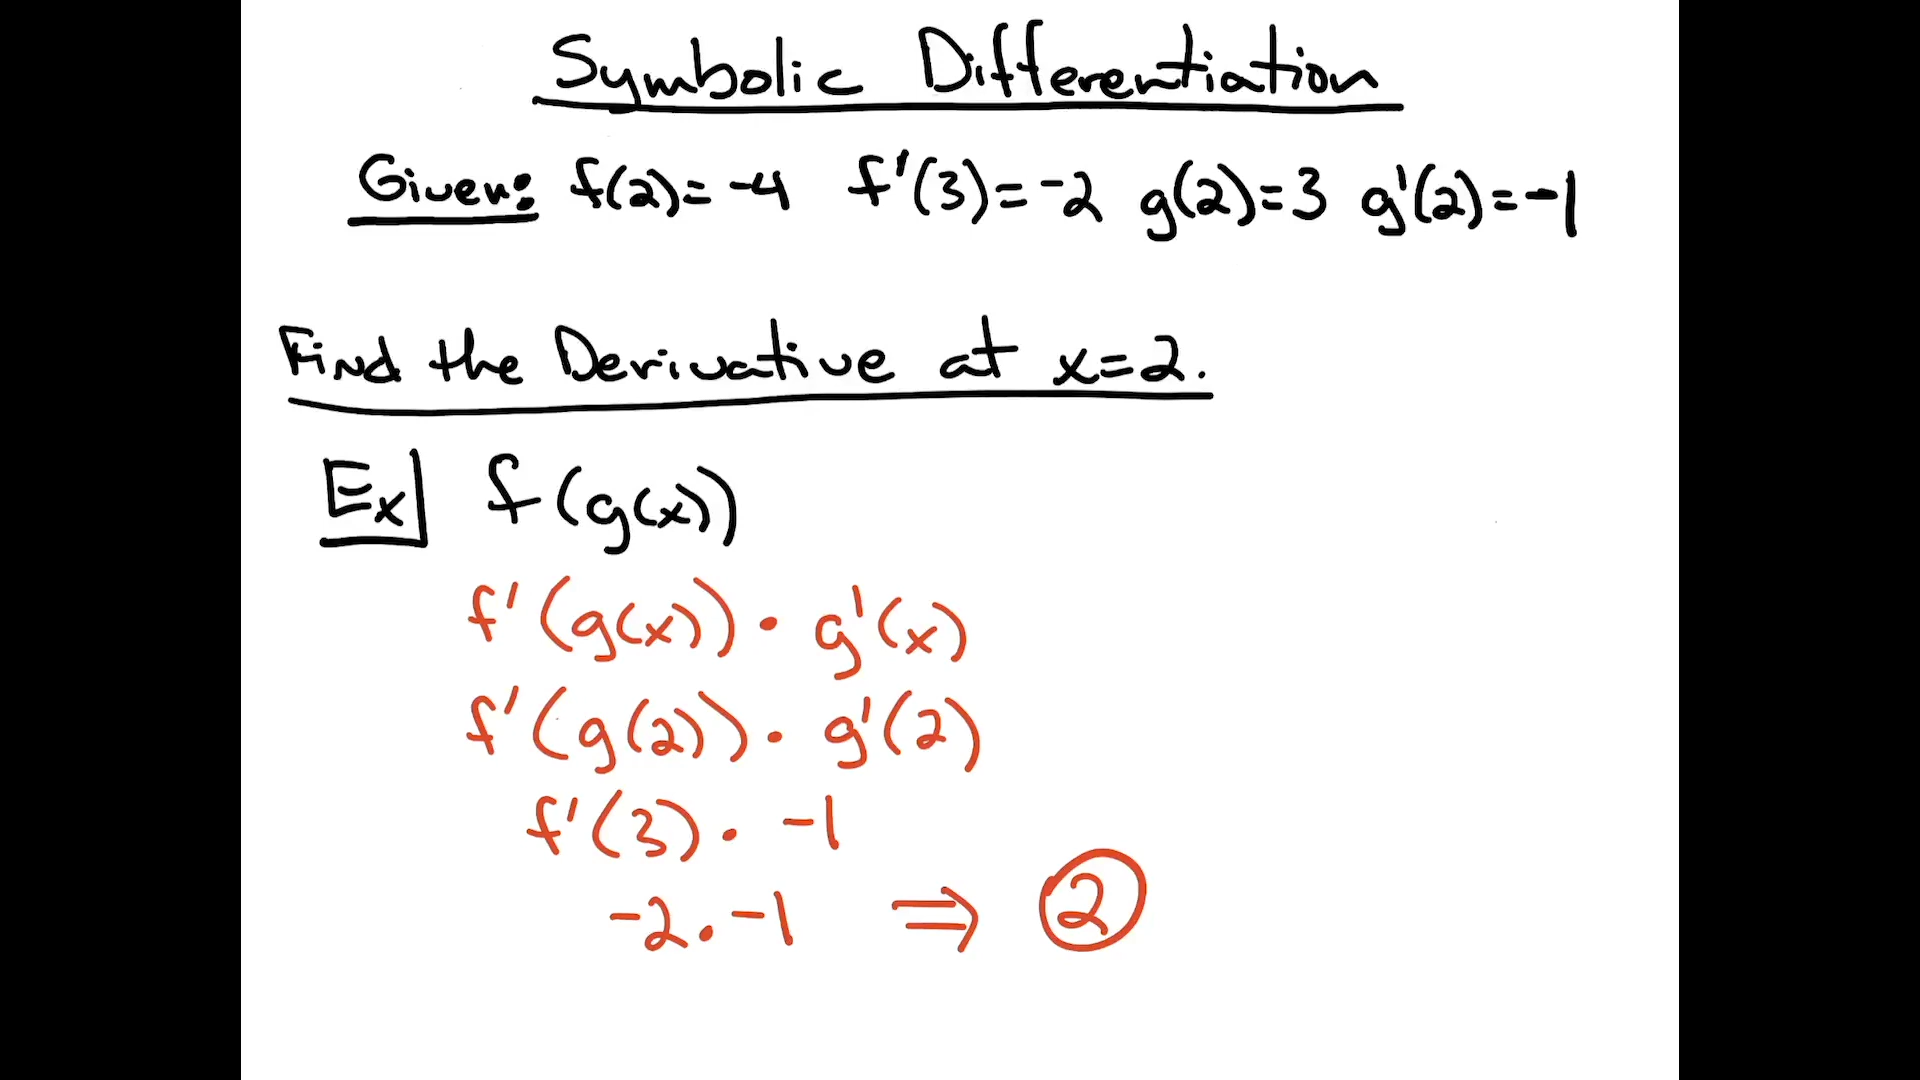 Symbolic Differentiation
Given: f(2)=-4 f'(3)=-2 g(2)=3 g'(2)=-1
Find the Derivative at x=2.
Ex f(g(x))
f'(g(x)) • g'(x)
f'(g(2)) • g'(2)
f'(3) • -1
-2 • -1 ⇒ 2